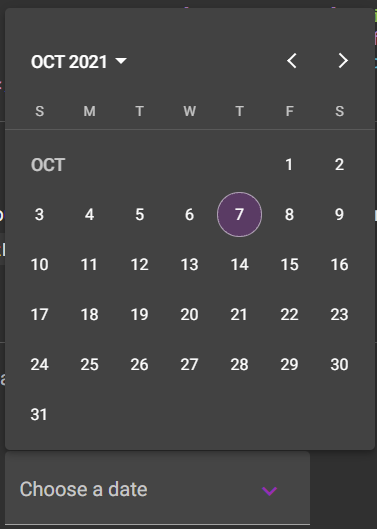 OCT 2021
S M T W T F S
OCT 1 2
3 4 5 6 7 8 9
10 11 12 13 14 15 16
17 18 19 20 21 22 23
24 25 26 27 28 29 30
31
Choose a date